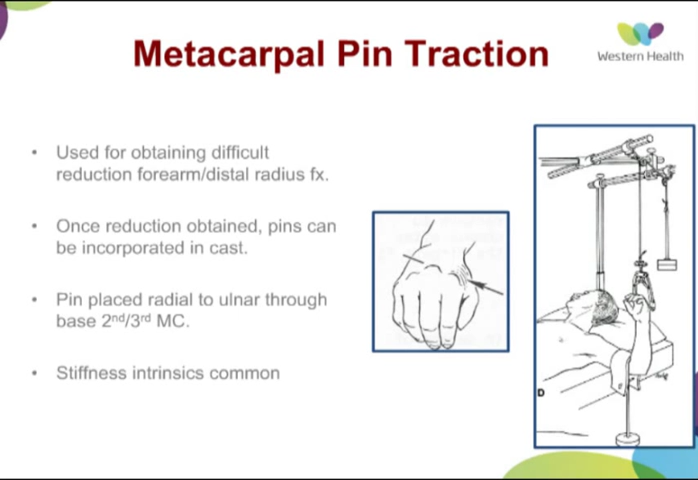 Metacarpal Pin Traction
Western Health
• Used for obtaining difficult
reduction forearm/distal radius fx.
• Once reduction obtained, pins can
be incorporated in cast.
• Pin placed radial to ulnar through
base 2nd/3rd MC.
• Stiffness intrinsics common
D